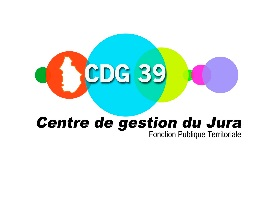 CDG 39
Centre de gestion du Jura
Fonction Publique Territoriale